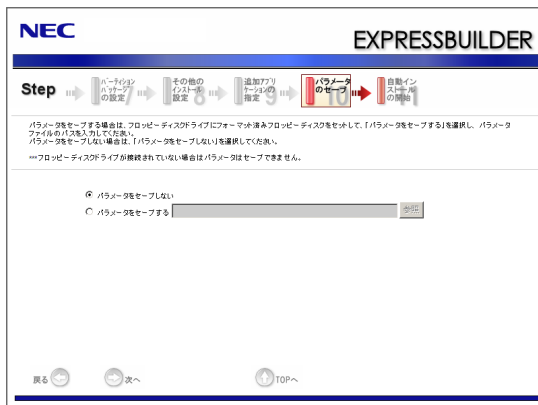 NEC
EXPRESSBUILDER
Step
パーティション
パッケージ
の設定
7
その他の
インストール
設定
8
追加アプリ
ケーションの
指定
9
パラメータ
のセーブ
10
自動イン
ストール
の開始
11
パラメータをセーブする場合は、フロッピーディスクドライブにフォーマット済みフロッピーディスクをセットして、「パラメータをセーブする」を選択し、パラメータ
ファイルのパスを入力してください。
パラメータをセーブしない場合は、「パラメータをセーブしない」を選択してください。
***フロッピーディスクドライブが接続されていない場合はパラメータはセーブできません。
パラメータをセーブしない
パラメータをセーブする
参照
戻る
次へ
TOPへ